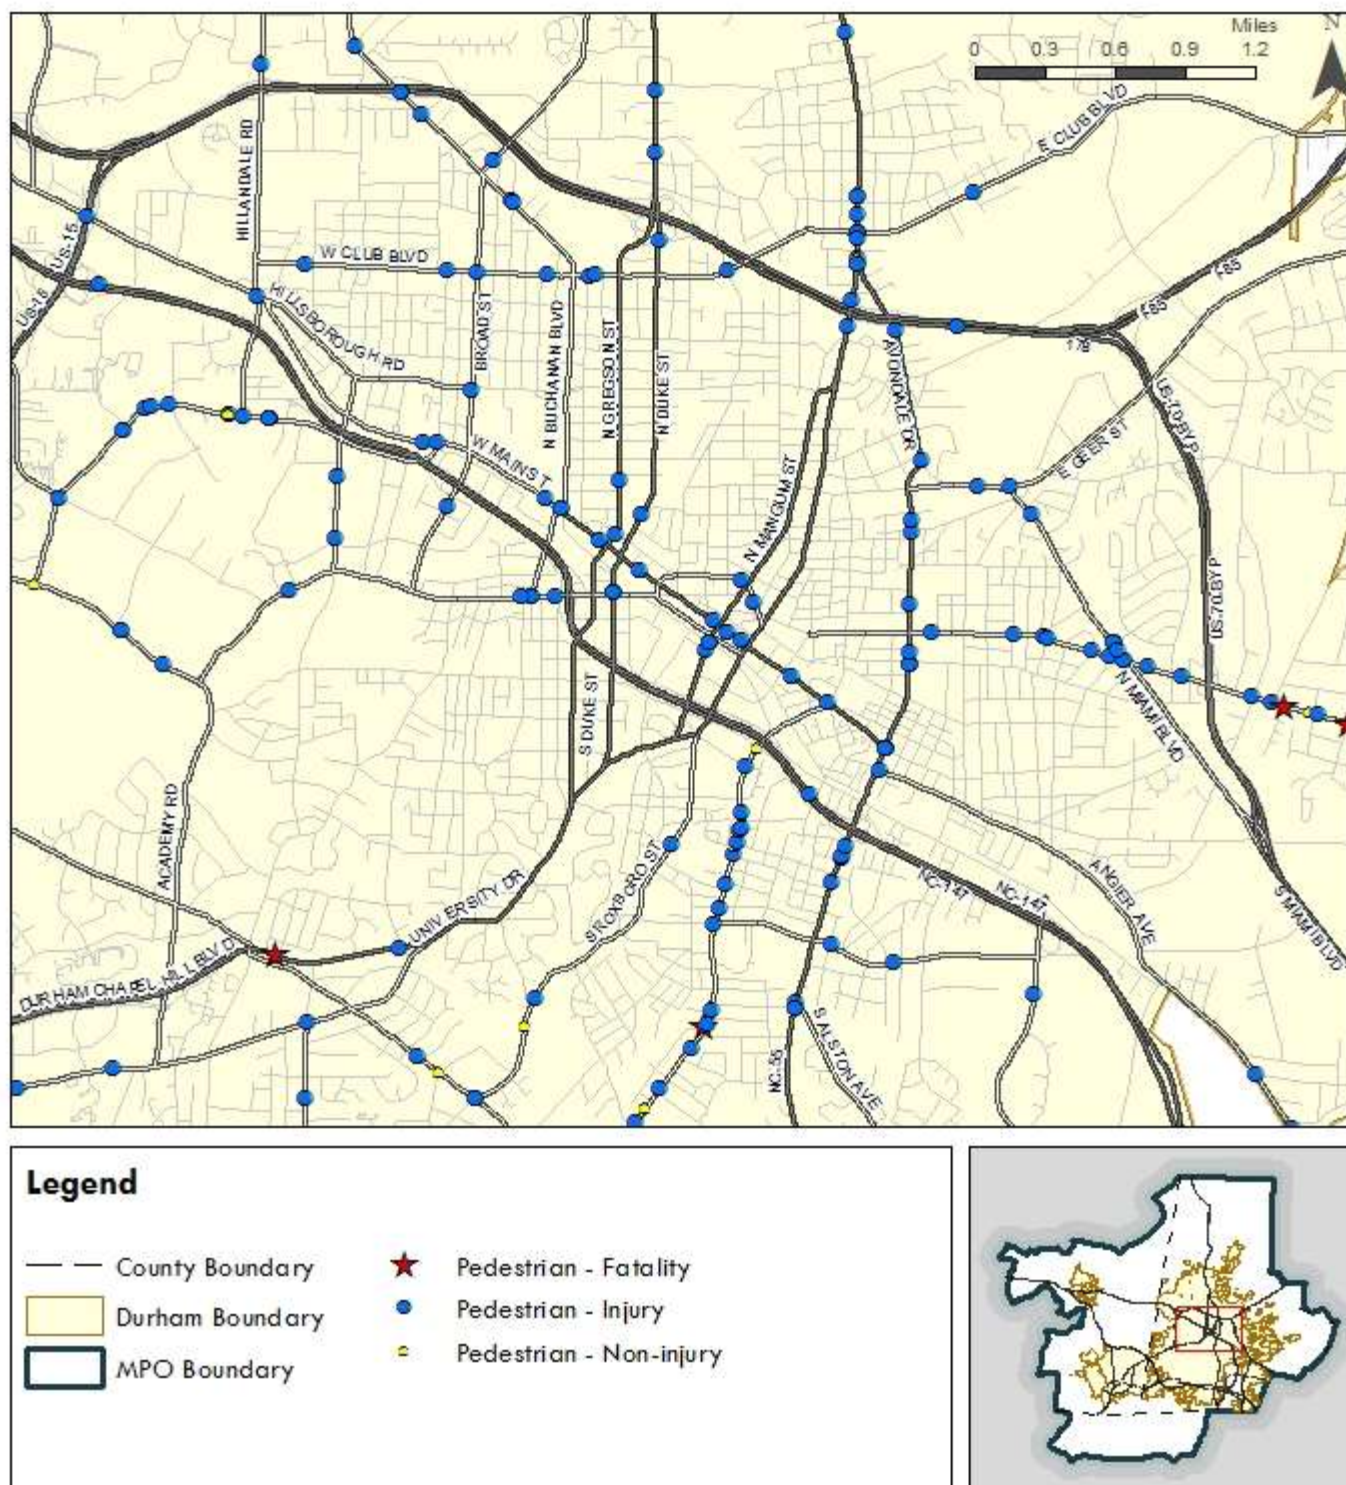 Miles
N
0 0.3 0.6 0.9 1.2
E CLUB BLVD
HILLANDALE RD
US-15
US-15
W CLUB BLVD
HILLSBOROUGH RD
BROAD ST
N BUCHANAN BLVD
N GREGSON ST
N DUKE ST
I-85
I-85
AVONDALE DR
US-70 BYP
W MAIN ST
E GEER ST
N MANGUM ST
US-70 BYP
S DUKE ST
N MIAMI BLVD
ACADEMY RD
UNIVERSITY DR
S ROXBORO ST
NC-147
NC-147
ANGIER AVE
S MIAMI BLVD
DURHAM CHAPEL HILL BLVD
NC-55
S ALSTON AVE
Legend
County Boundary
Durham Boundary
MPO Boundary
Pedestrian - Fatality
Pedestrian - Injury
Pedestrian - Non-injury